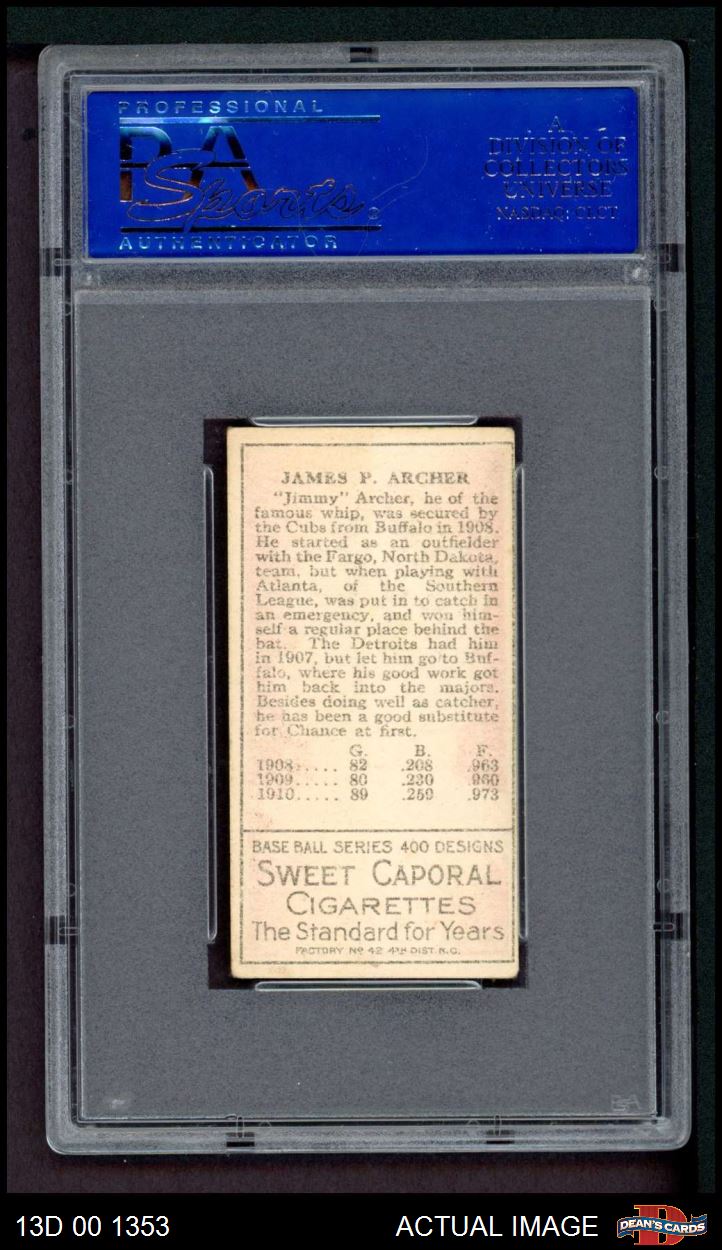 PROFESSIONAL
PSA
Sports
AUTHENTICATOR
A
DIVISION OF
COLLECTORS
UNIVERSE
NASDAQ: CLCT
JAMES P. ARCHER
"Jimmy" Archer, he of the
famous whip, was secured by
the Cubs from Buffalo in 1908.
He started as an outfielder
with the Fargo, North Dakota,
team, but when playing with
Atlanta, of the Southern
League, was put in to catch in
an emergency, and won him-
self a regular place behind the
bat. The Detroits had him
in 1907, but let him go to Buf-
falo, where his good work got
him back into the majors.
Besides doing well as catcher,
he has been a good substitute
for Chance at first.
G. B. F.
1908..... 82 .208 .963
1909..... 80 .230 .960
1910..... 89 .259 .973
BASE BALL SERIES 400 DESIGNS
SWEET CAPORAL
CIGARETTES
The Standard for Years
FACTORY No 42 4TH DIST. N.C.
13D 00 1353
ACTUAL IMAGE
D
DEAN'S CARDS